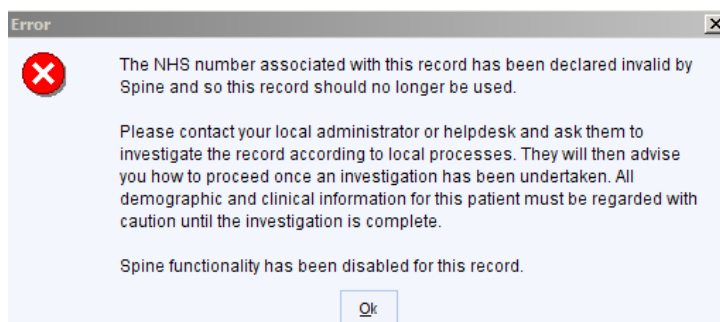 Error
The NHS number associated with this record has been declared invalid by
Spine and so this record should no longer be used.
Please contact your local administrator or helpdesk and ask them to
investigate the record according to local processes. They will then advise
you how to proceed once an investigation has been undertaken. All
demographic and clinical information for this patient must be regarded with
caution until the investigation is complete.
Spine functionality has been disabled for this record.
Ok